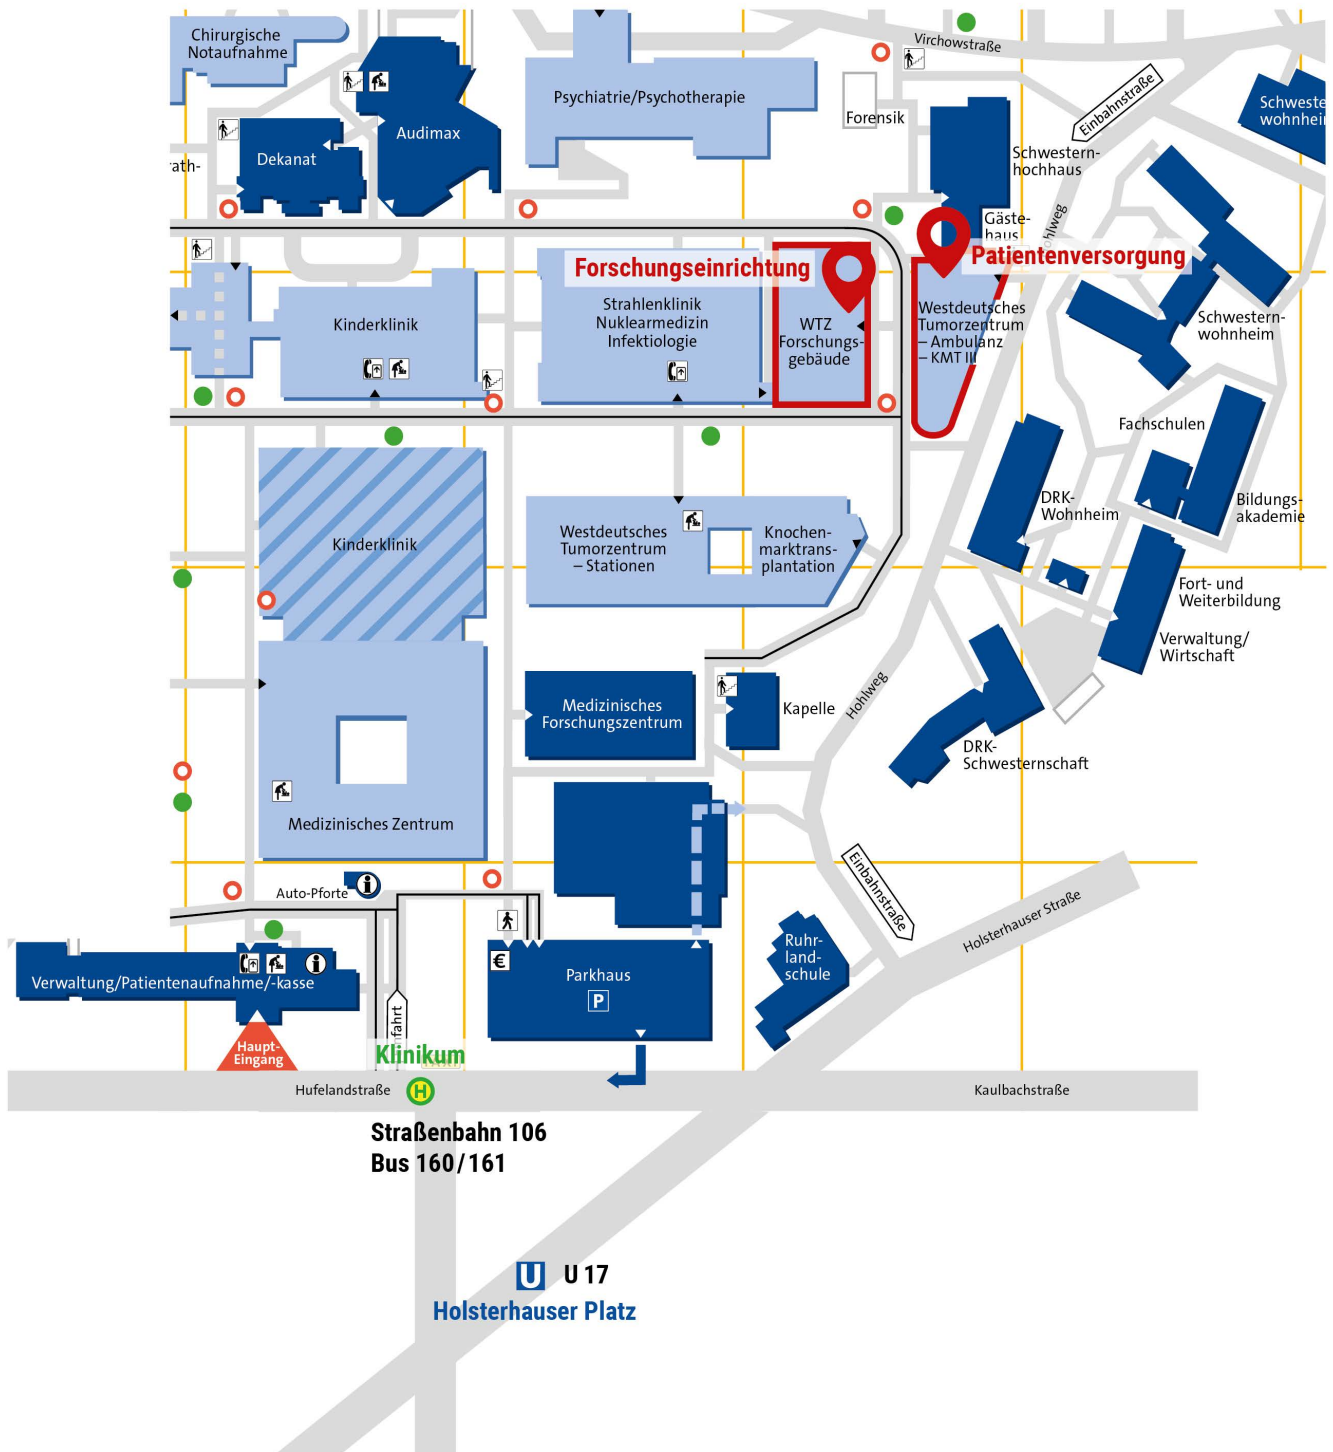 Chirurgische
Notaufnahme
Virchowstraße
Psychiatrie/Psychotherapie
Einbahnstraße
Forensik
Audimax
Dekanat
Schwesternhochhaus
Gäste-
haus
Forschungseinrichtung
Patientenversorgung
Kinderklinik
Strahlenklinik
Nuklearmedizin
Infektiologie
WTZ
Forschungs-
gebäude
Westdeutsches
Tumorzentrum
– Ambulanz
– KMT III
Schwestern-
wohnheim
Fachschulen
Bildungs-
akademie
DRK-
Wohnheim
Kinderklinik
Westdeutsches
Tumorzentrum
– Stationen
Knochen-
marktrans-
plantation
Fort- und
Weiterbildung
Verwaltung/
Wirtschaft
Medizinisches
Forschungszentrum
Kapelle
Hohlweg
DRK-
Schwesternschaft
Medizinisches Zentrum
Auto-Pforte
i
Einbahnstraße
Holsterhauser Straße
Ruhr-
land-
schule
Verwaltung/Patientenaufnahme/-kasse
i
€
Parkhaus
P
Haupt-
Eingang
Klinikum
Hufelandstraße
H
Kaulbachstraße
Straßenbahn 106
Bus 160/161
U U 17
Holsterhauser Platz